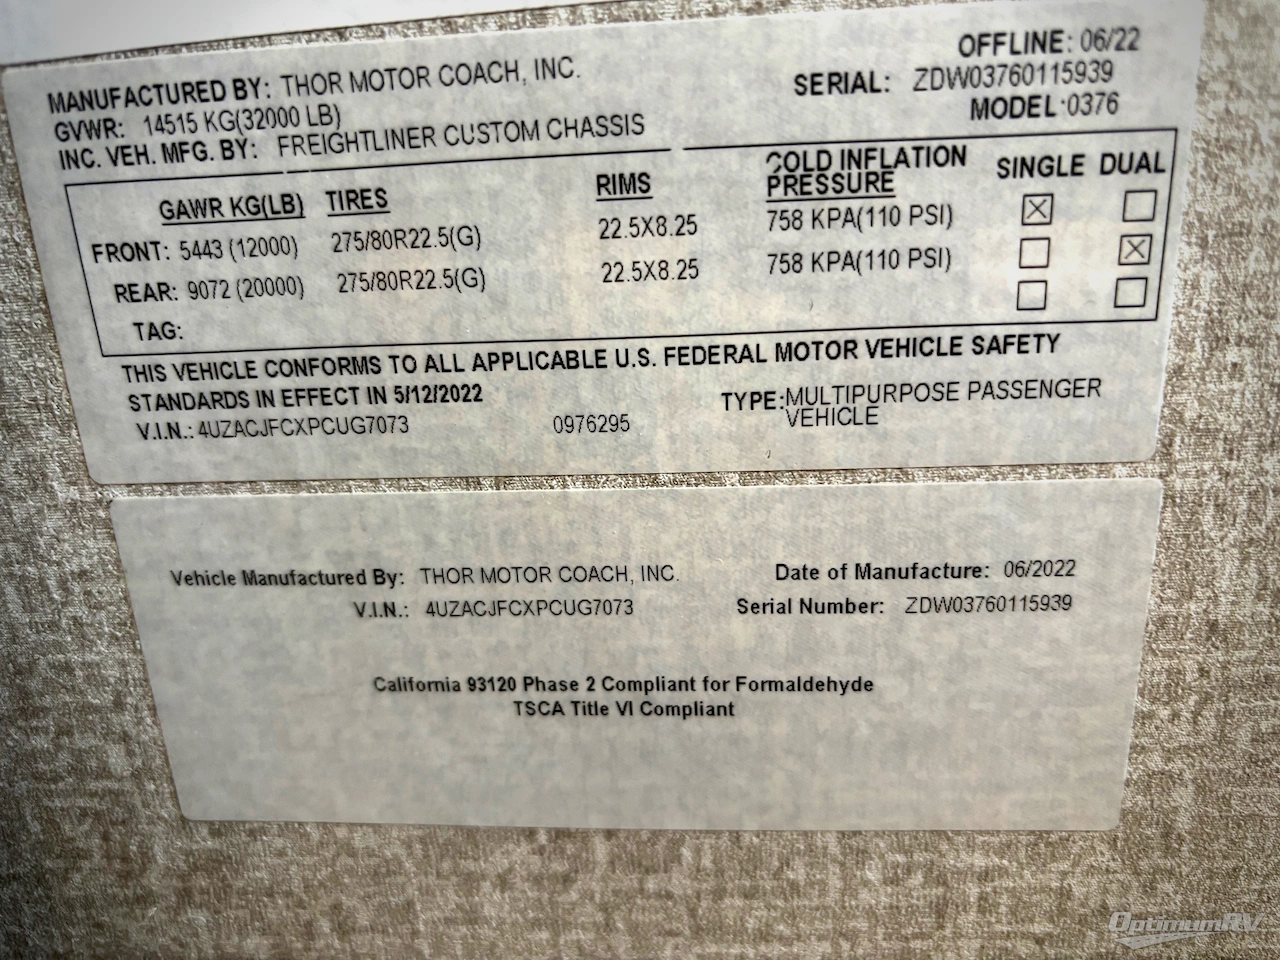 MANUFACTURED BY: THOR MOTOR COACH, INC.
OFFLINE: 06/22
GVWR: 14515 KG(32000 LB)
SERIAL: ZDW03760115939
INC. VEH. MFG. BY: FREIGHTLINER CUSTOM CHASSIS
MODEL:0376
GAWR KG(LB) TIRES RIMS COLD INFLATION PRESSURE SINGLE DUAL
FRONT: 5443 (12000) 275/80R22.5(G) 22.5X8.25 758 KPA(110 PSI) ☒ ☐
REAR: 9072 (20000) 275/80R22.5(G) 22.5X8.25 758 KPA(110 PSI) ☐ ☒
TAG: ☐ ☐
THIS VEHICLE CONFORMS TO ALL APPLICABLE U.S. FEDERAL MOTOR VEHICLE SAFETY
STANDARDS IN EFFECT IN 5/12/2022
TYPE:MULTIPURPOSE PASSENGER
VEHICLE
V.I.N.: 4UZACJFCXPCUG7073 0976295
Vehicle Manufactured By: THOR MOTOR COACH, INC. Date of Manufacture: 06/2022
V.I.N.: 4UZACJFCXPCUG7073 Serial Number: ZDW03760115939
California 93120 Phase 2 Compliant for Formaldehyde
TSCA Title VI Compliant
OptimumRV